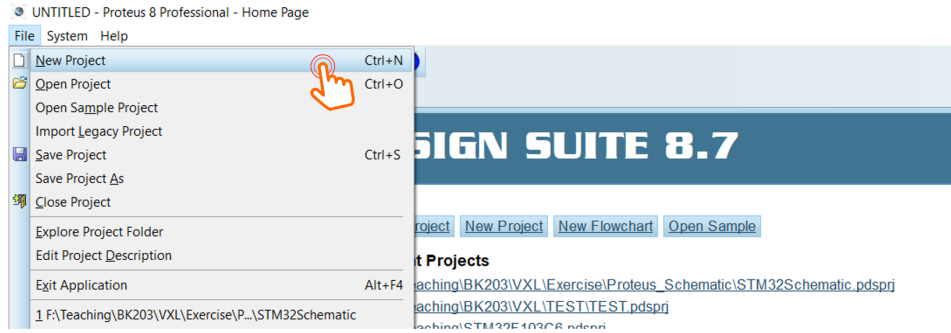 UNTITLED - Proteus 8 Professional - Home Page
File System Help
New Project Ctrl+N
Open Project Ctrl+O
Open Sample Project
Import Legacy Project
Save Project Ctrl+S
Save Project As
Close Project
Explore Project Folder
Edit Project Description
Exit Application Alt+F4
1 F:\Teaching\BK203\VXL\Exercise\P...\STM32Schematic
SIGN SUITE 8.7
roject New Project New Flowchart Open Sample
t Projects
eaching\BK203\VXL\Exercise\Proteus_Schematic\STM32Schematic.pdsprj
eaching\BK203\VXL\TEST\TEST.pdsprj
eaching\STM32F103C6.pdsprj